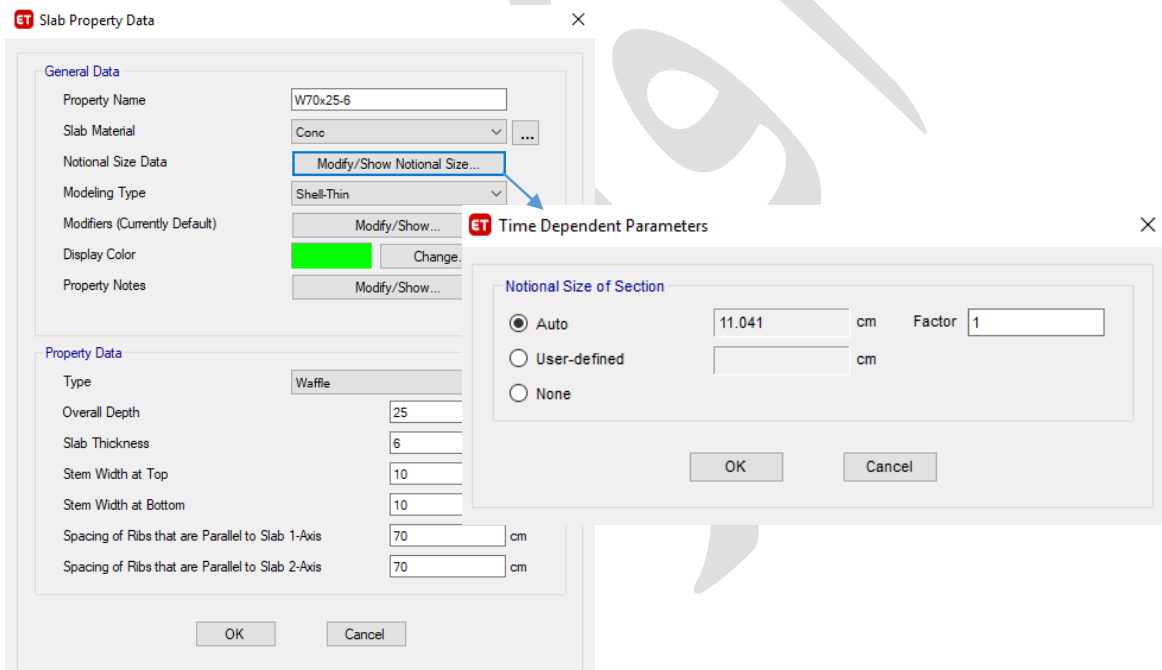 ET Slab Property Data
General Data
Property Name W70x25-6
Slab Material Conc ...
Notional Size Data Modify/Show Notional Size...
Modeling Type Shell-Thin
Modifiers (Currently Default) Modify/Show...
Display Color Change.
Property Notes Modify/Show...
Property Data
Type Waffle
Overall Depth 25
Slab Thickness 6
Stem Width at Top 10
Stem Width at Bottom 10
Spacing of Ribs that are Parallel to Slab 1-Axis 70 cm
Spacing of Ribs that are Parallel to Slab 2-Axis 70 cm
OK Cancel
ET Time Dependent Parameters
Notional Size of Section
Auto 11.041 cm Factor 1
User-defined cm
None
OK Cancel